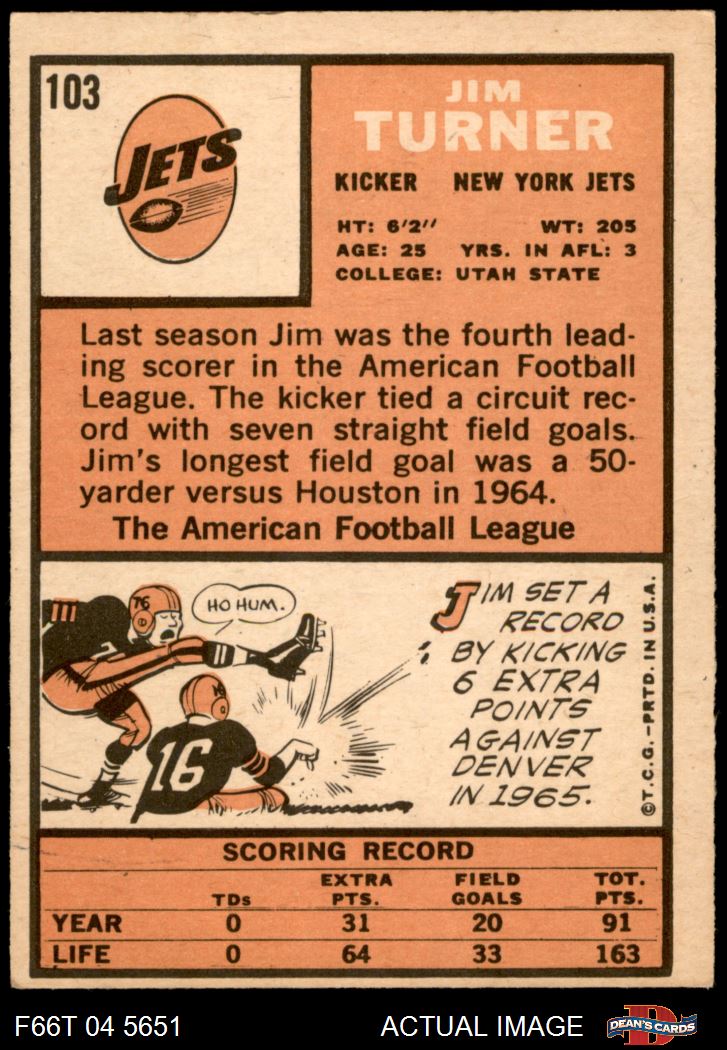 103
JETS
JIM
TURNER
KICKER NEW YORK JETS
HT: 6'2" WT: 205
AGE: 25 YRS. IN AFL: 3
COLLEGE: UTAH STATE
Last season Jim was the fourth lead-
ing scorer in the American Football
League. The kicker tied a circuit rec-
ord with seven straight field goals.
Jim's longest field goal was a 50-
yarder versus Houston in 1964.
The American Football League
76
HO HUM.
16
16
JIM SET A
RECORD
BY KICKING
6 EXTRA
POINTS
AGAINST
DENVER
IN 1965.
©T.C.G.-PRTD. IN U.S.A.
SCORING RECORD
TDs EXTRA PTS. FIELD GOALS TOT. PTS.
YEAR 0 31 20 91
LIFE 0 64 33 163
F66T 04 5651 ACTUAL IMAGE
D
DEAN'S CARDS